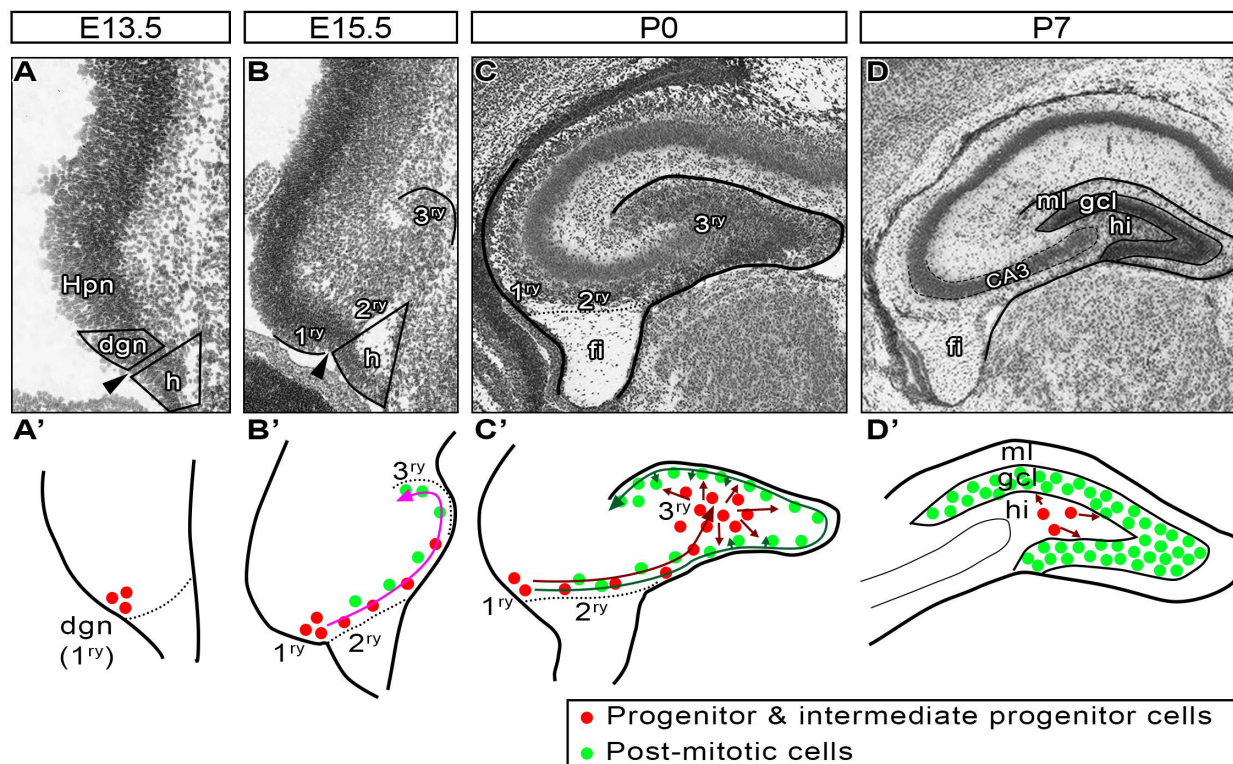 E13.5 E15.5 P0 P7
A B C D
Hpn
dgn
h
3ry
2ry
1ry
h
1ry
2ry
3ry
fi
ml gcl
hi
CA3
fi
A' B' C' D'
dgn
(1ry)
3ry
2ry
1ry
3ry
1ry
2ry
ml
gcl
hi
Progenitor & intermediate progenitor cells
Post-mitotic cells